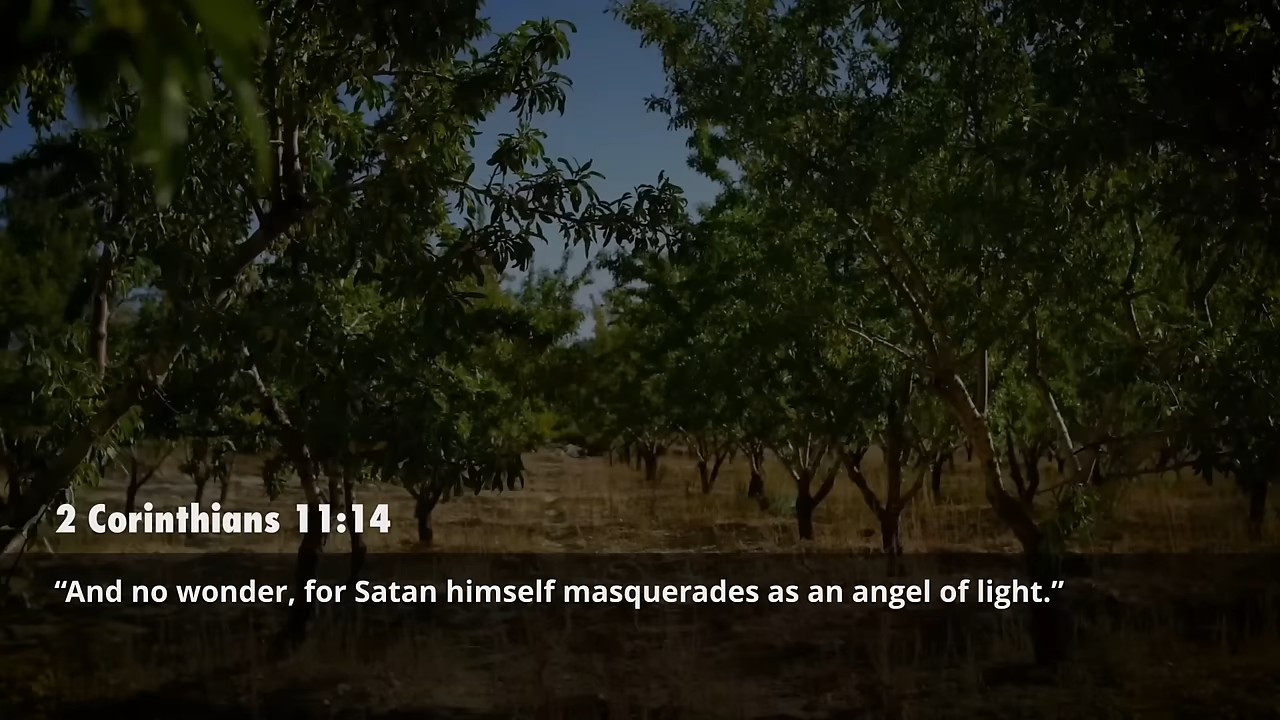 2 Corinthians 11:14
“And no wonder, for Satan himself masquerades as an angel of light.”